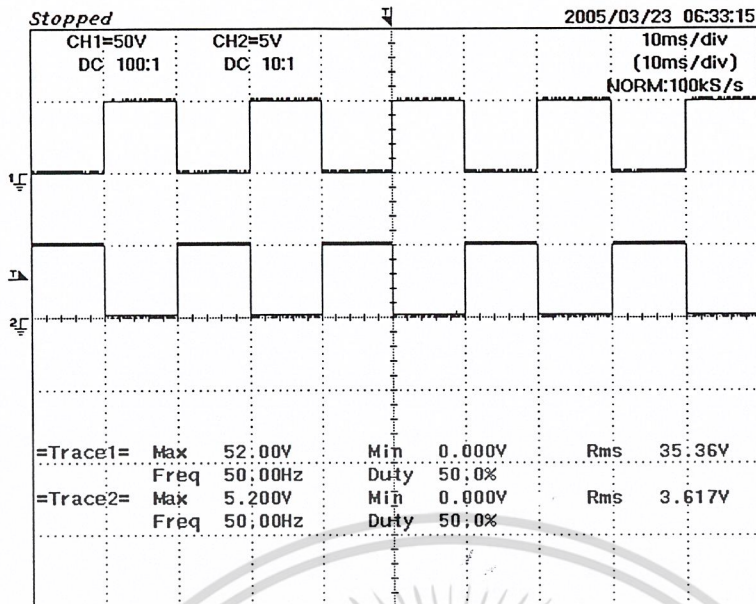 Stopped
T
2005/03/23 06:33:15
CH1=50V CH2=5V 10ms/div
DC 100:1 DC 10:1 (10ms/div)
NORM:100kS/s
1
T
2
=Trace1= Max 52.00V Min 0.000V Rms 35.36V
Freq 50.00Hz Duty 50.0%
=Trace2= Max 5.200V Min 0.000V Rms 3.617V
Freq 50.00Hz Duty 50.0%